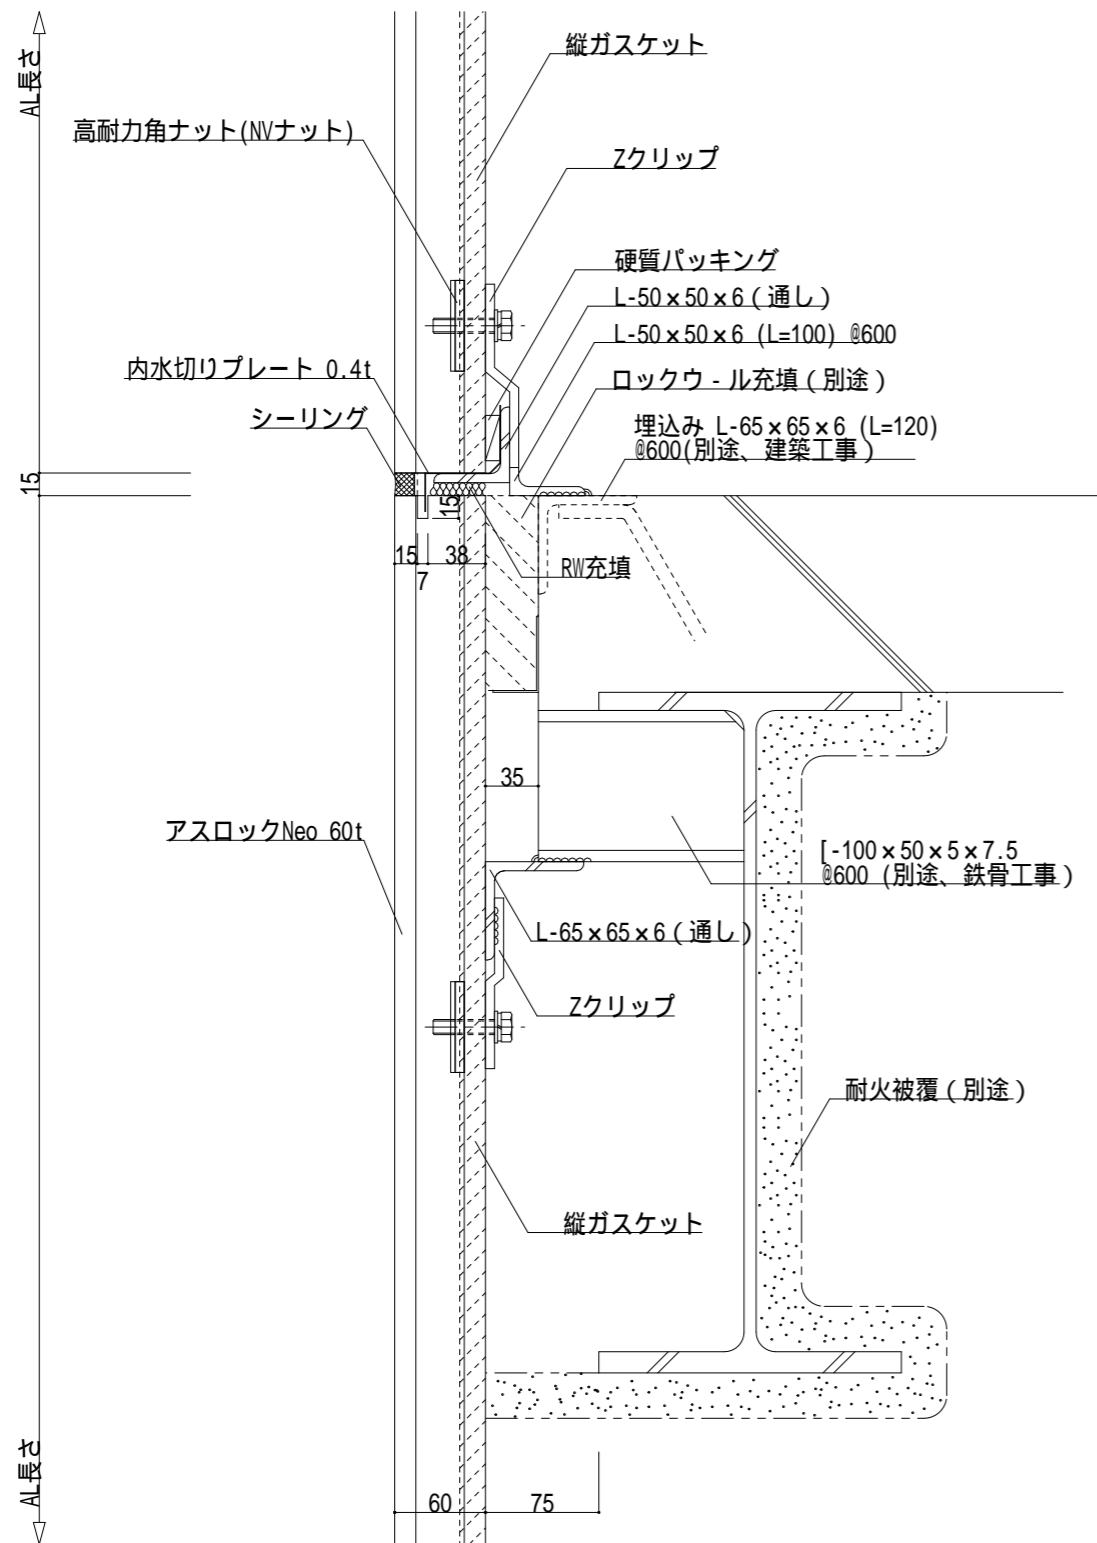 AL長さ
縦ガスケット
高耐力角ナット(NVナット)
Zクリップ
硬質パッキング
L-50×50×6(通し)
L-50×50×6 (L=100) @600
内水切りプレート 0.4t
ロックウ-ル充填(別途)
シーリング
埋込み L-65×65×6 (L=120)
@600(別途、建築工事)
15
15
15
38
7
RW充填
35
アスロックNeo 60t
[-100×50×5×7.5
@600 (別途、鉄骨工事)
L-65×65×6(通し)
Zクリップ
耐火被覆(別途)
縦ガスケット
AL長さ
60
75